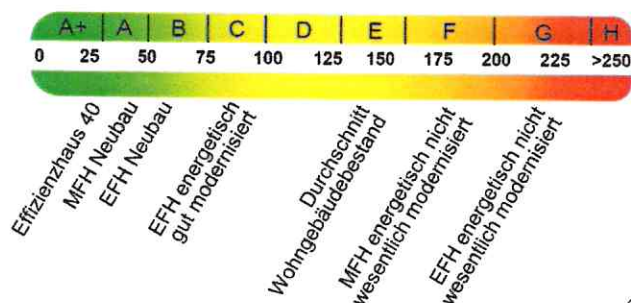 A+ A B C D E F G H
0 25 50 75 100 125 150 175 200 225 >250
Effizienzhaus 40
MFH Neubau
EFH Neubau
EFH energetisch
gut modernisiert
Durchschnitt
Wohngebäudebestand
MFH energetisch nicht
wesentlich modernisiert
EFH energetisch nicht
wesentlich modernisiert